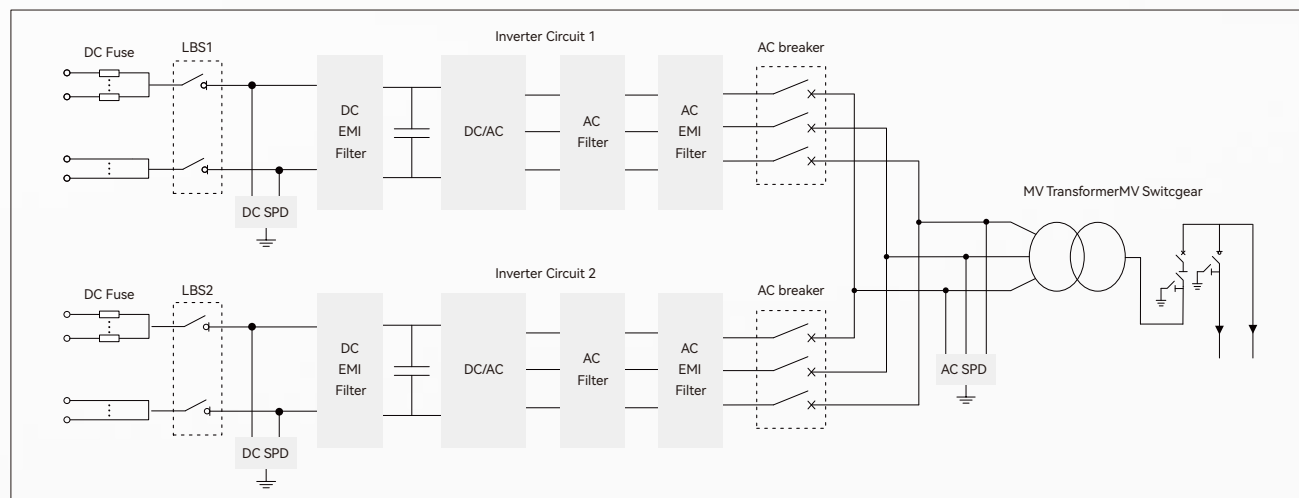 Inverter Circuit 1
DC Fuse
LBS1
AC breaker
DC
EMI
Filter
DC/AC
AC
Filter
AC
EMI
Filter
DC SPD
MV TransformerMV Switcgear
Inverter Circuit 2
DC Fuse
LBS2
AC breaker
DC
EMI
Filter
DC/AC
AC
Filter
AC
EMI
Filter
AC SPD
DC SPD